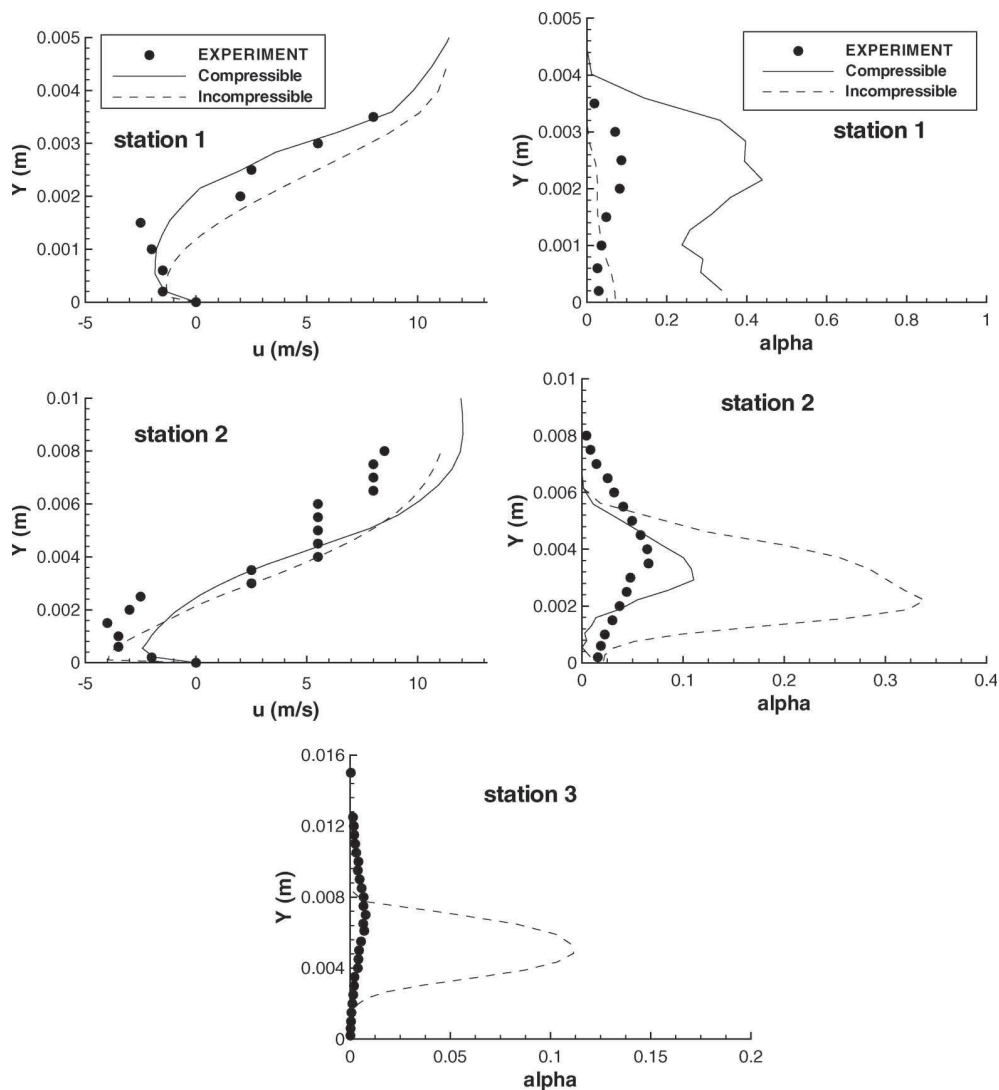 Y (m)
0.005
0.004
0.003
0.002
0.001
0
EXPERIMENT
Compressible
Incompressible
station 1
-5 0 5 10
u (m/s)
Y (m)
0.005
0.004
0.003
0.002
0.001
0
EXPERIMENT
Compressible
Incompressible
station 1
0 0.2 0.4 0.6 0.8 1
alpha
Y (m)
0.01
0.008
0.006
0.004
0.002
0
station 2
-5 0 5 10
u (m/s)
Y (m)
0.01
0.008
0.006
0.004
0.002
0
station 2
0 0.1 0.2 0.3 0.4
alpha
Y (m)
0.016
0.012
0.008
0.004
0
station 3
0 0.05 0.1 0.15 0.2
alpha